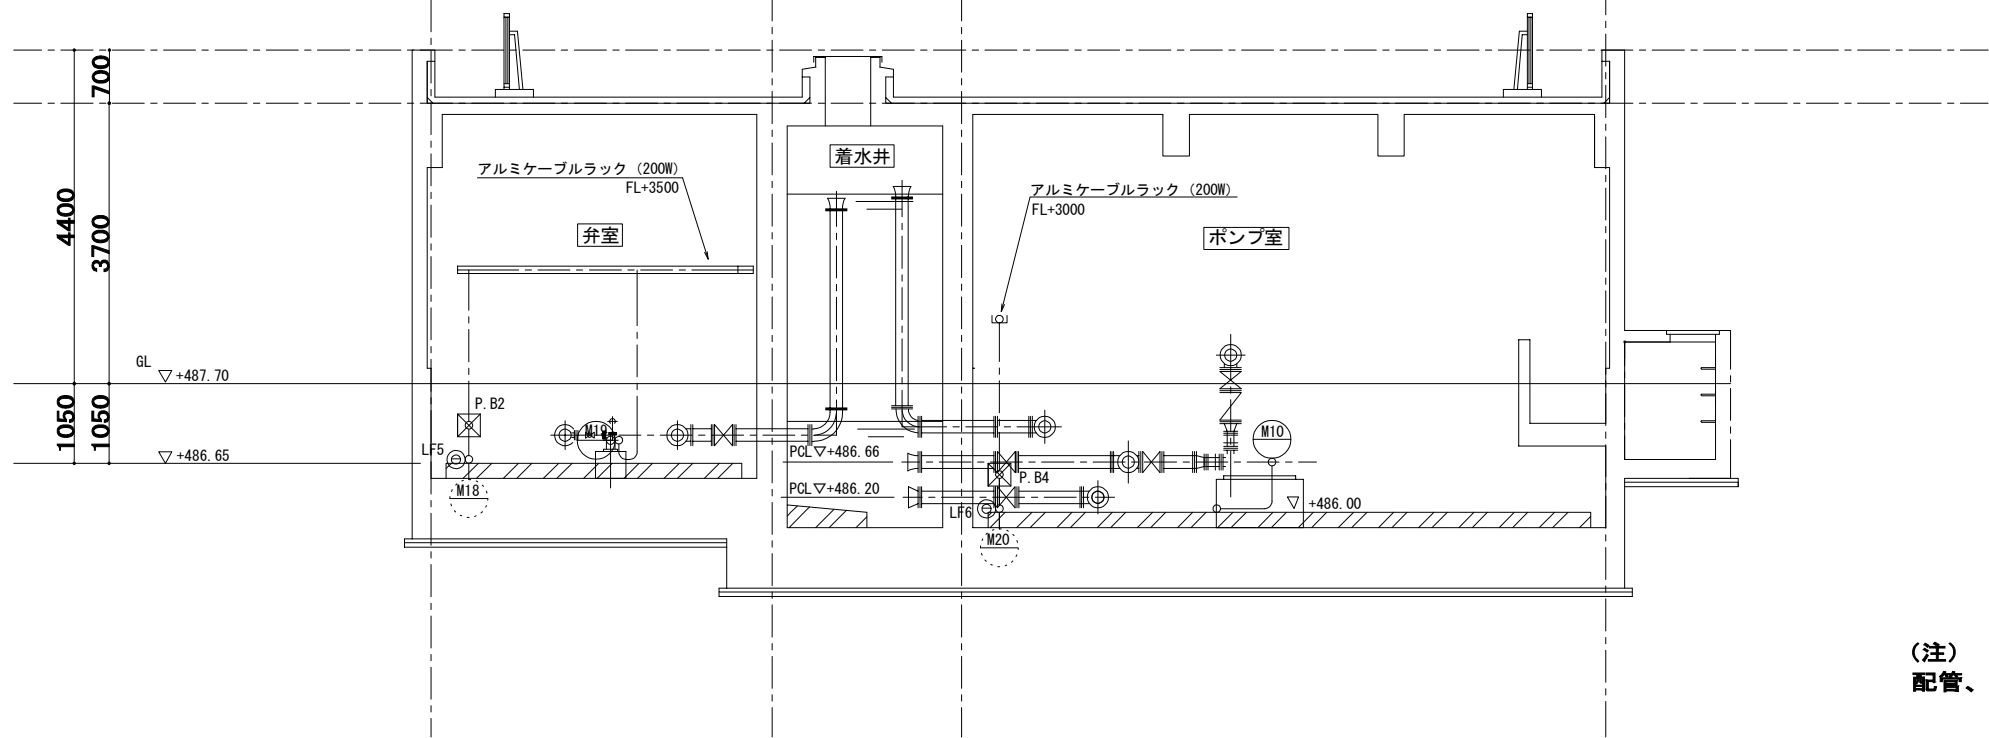 700
4400
3700
1050
1050
GL
▽ +487.70
▽ +486.65
アルミケーブルラック (200W)
FL+3500
弁室
着水井
アルミケーブルラック (200W)
FL+3000
ポンプ室
P.B2
LF5
M18
M19
PCL▽+486.66
PCL▽+486.20
P.B4
LF6
M20
M10
▽ +486.00
(注)
配管、